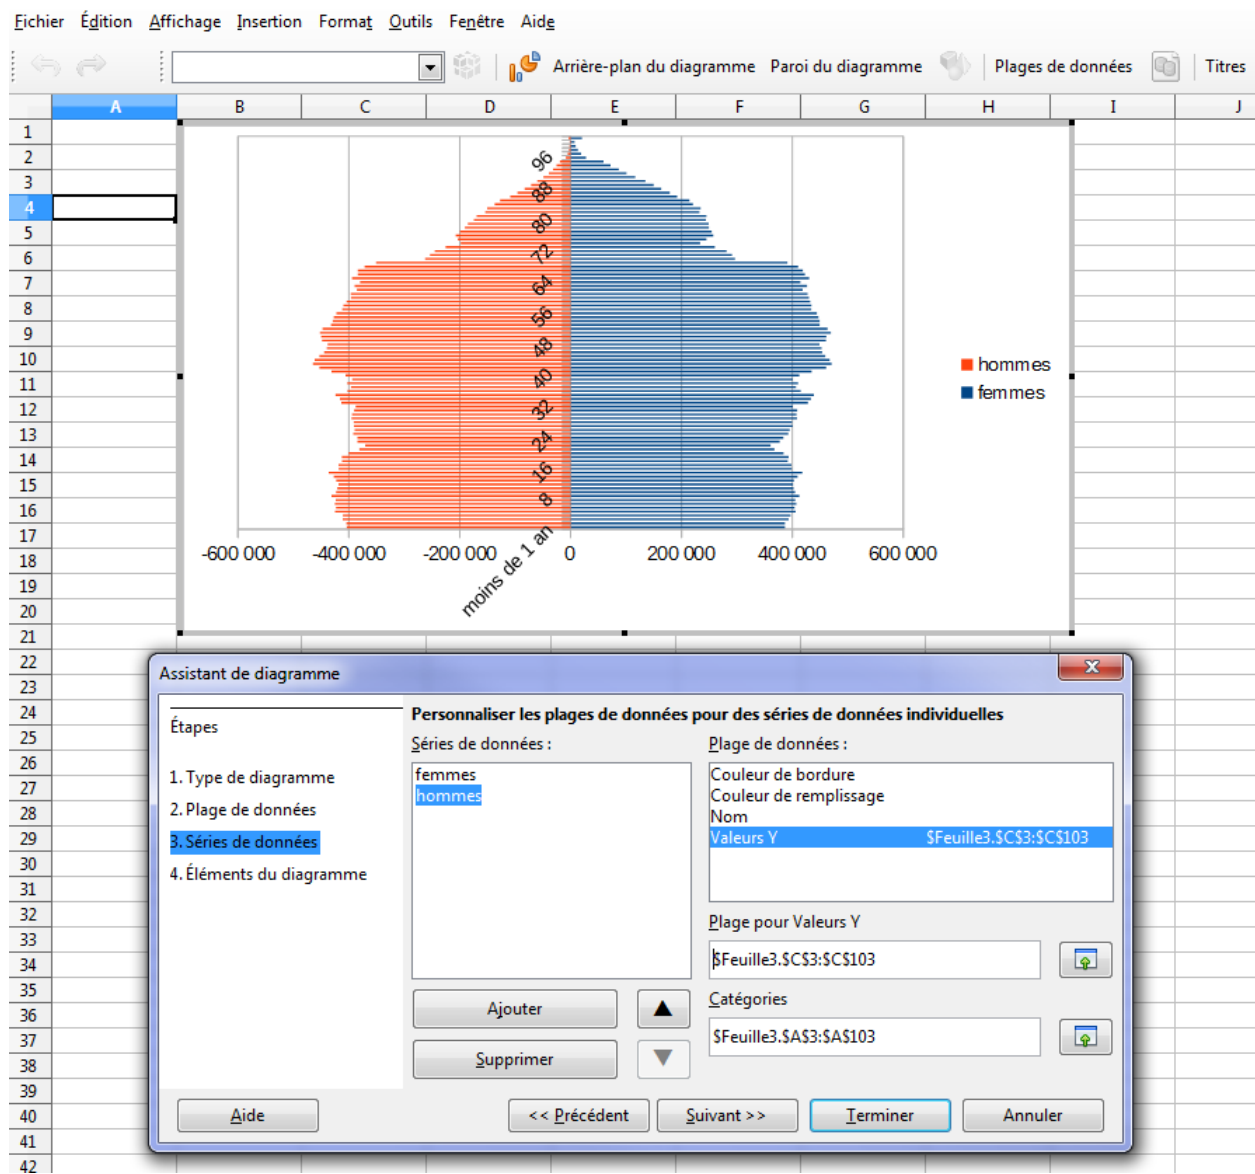 Fichier Édition Affichage Insertion Format Outils Fenêtre Aide
Arrière-plan du diagramme Paroi du diagramme Plages de données Titres
A B C D E F G H I J
1
2
3
4
5
6
7
8
9
10
11
12
13
14
15
16
17
18
19
20
21
22
23
24
25
26
27
28
29
30
31
32
33
34
35
36
37
38
39
40
41
42
96
88
80
72
64
56
48
40
32
24
16
8
moins de 1 an
-600 000 -400 000 -200 000 0 200 000 400 000 600 000
hommes
femmes
Assistant de diagramme
Étapes
1. Type de diagramme
2. Plage de données
3. Séries de données
4. Éléments du diagramme
Personnaliser les plages de données pour des séries de données individuelles
Séries de données :
femmes
hommes
Ajouter
Supprimer
Plage de données :
Couleur de bordure
Couleur de remplissage
Nom
Valeurs Y $Feuille3.$C$3:$C$103
Plage pour Valeurs Y
$Feuille3.$C$3:$C$103
Catégories
$Feuille3.$A$3:$A$103
Aide << Précédent Suivant >> Terminer Annuler